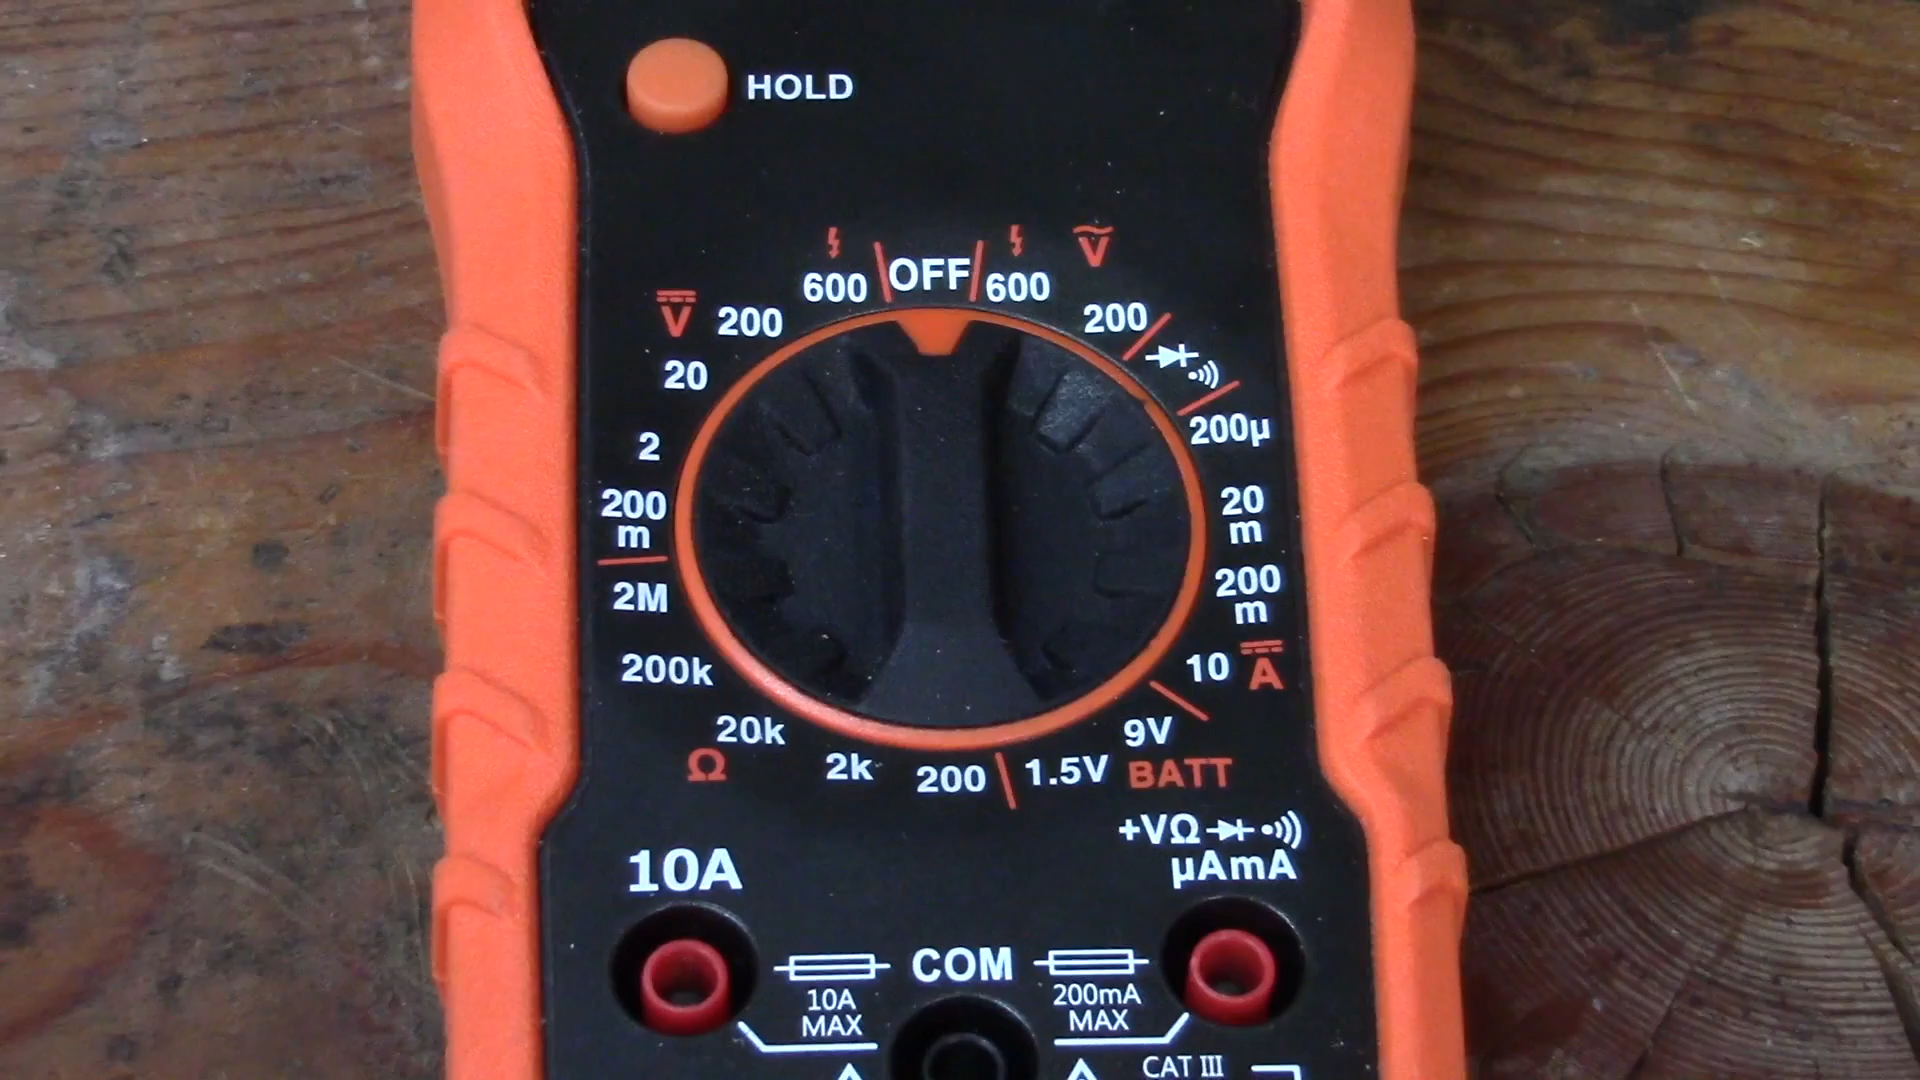 HOLD
600 OFF 600 V
V 200 200
20
2 200µ
200 m 20 m
2M 200 m
200k 10 A
20k 9V
Ω 2k 200 1.5V BATT
+VΩ
10A µAmA
COM
10A MAX 200mA MAX
CAT III